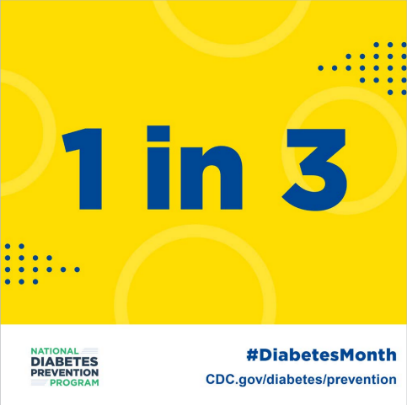 1 in 3
NATIONAL
DIABETES
PREVENTION
PROGRAM
#DiabetesMonth
CDC.gov/diabetes/prevention